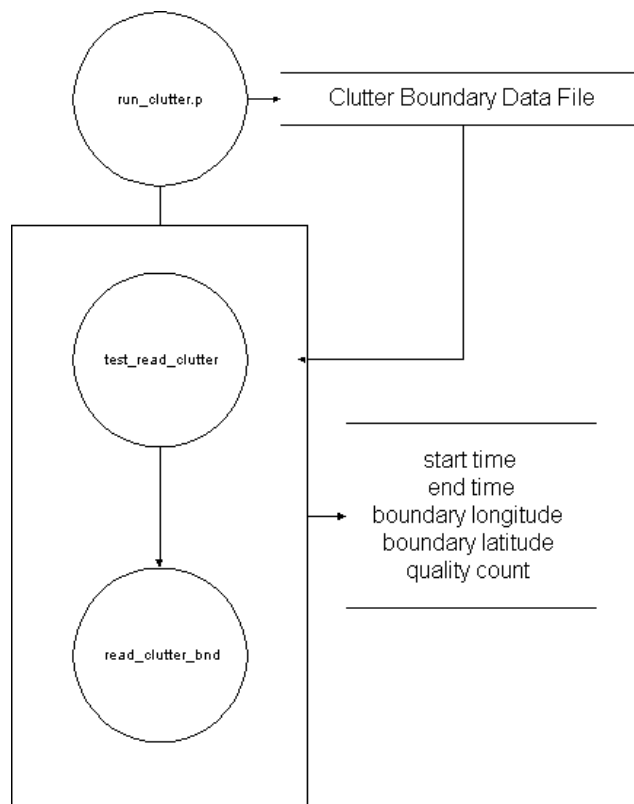 run_clutter.p
Clutter Boundary Data File
test_read_clutter
start time
end time
boundary longitude
boundary latitude
quality count
read_clutter_bnd